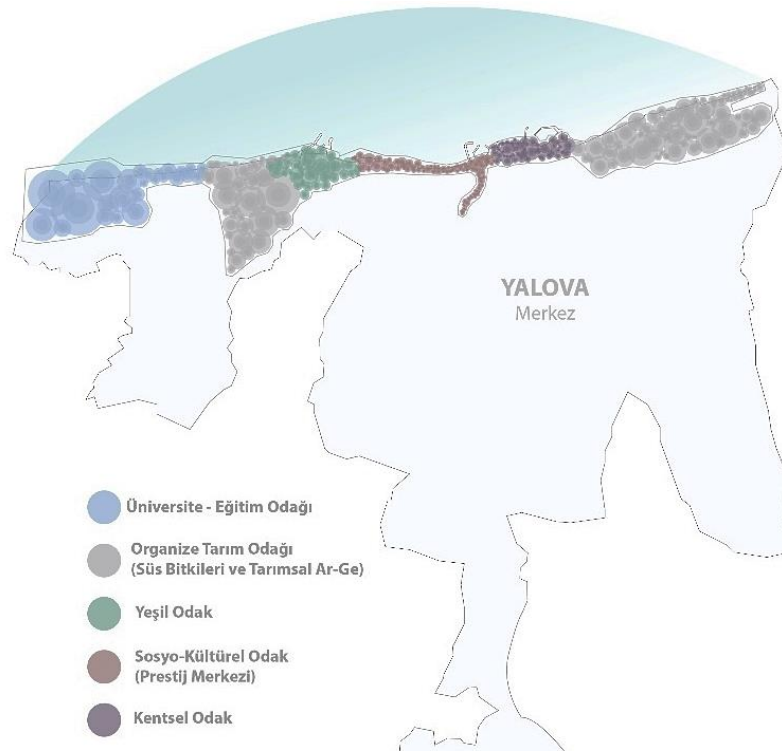 YALOVA
Merkez
Üniversite - Eğitim Odağı
Organize Tarım Odağı
(Süs Bitkileri ve Tarımsal Ar-Ge)
Yeşil Odak
Sosyo-Kültürel Odak
(Prestij Merkezi)
Kentsel Odak